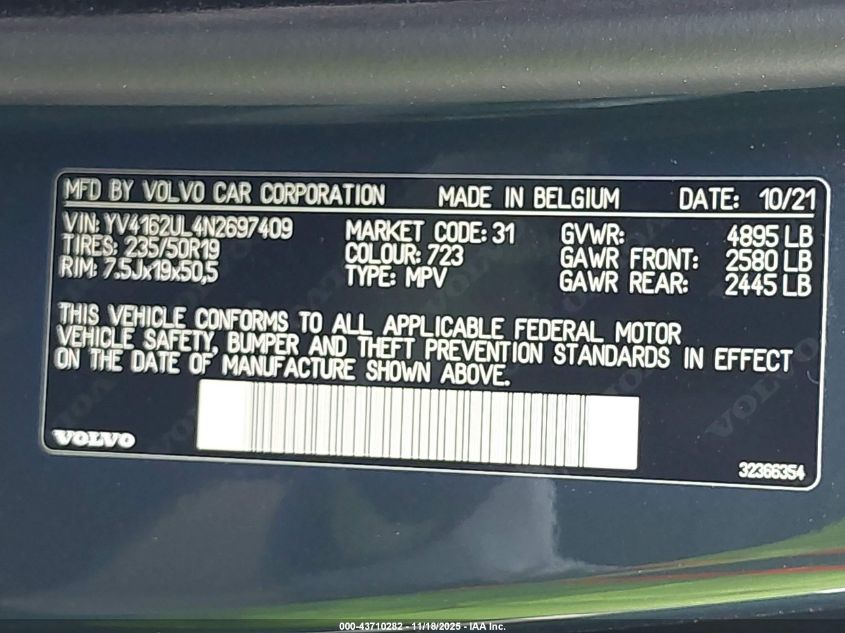 MFD BY VOLVO CAR CORPORATION MADE IN BELGIUM DATE: 10/21
VIN: YV4162UL4N2697409 MARKET CODE: 31 GVWR: 4895 LB
TIRES: 235/50R19 COLOUR: 723 GAWR FRONT: 2580 LB
RIM: 7.5Jx19x50,5 TYPE: MPV GAWR REAR: 2445 LB
THIS VEHICLE CONFORMS TO ALL APPLICABLE FEDERAL MOTOR
VEHICLE SAFETY, BUMPER AND THEFT PREVENTION STANDARDS IN EFFECT
ON THE DATE OF MANUFACTURE SHOWN ABOVE.
VOLVO
32366354
000-43710282 - 11/18/2025 - IAA Inc.